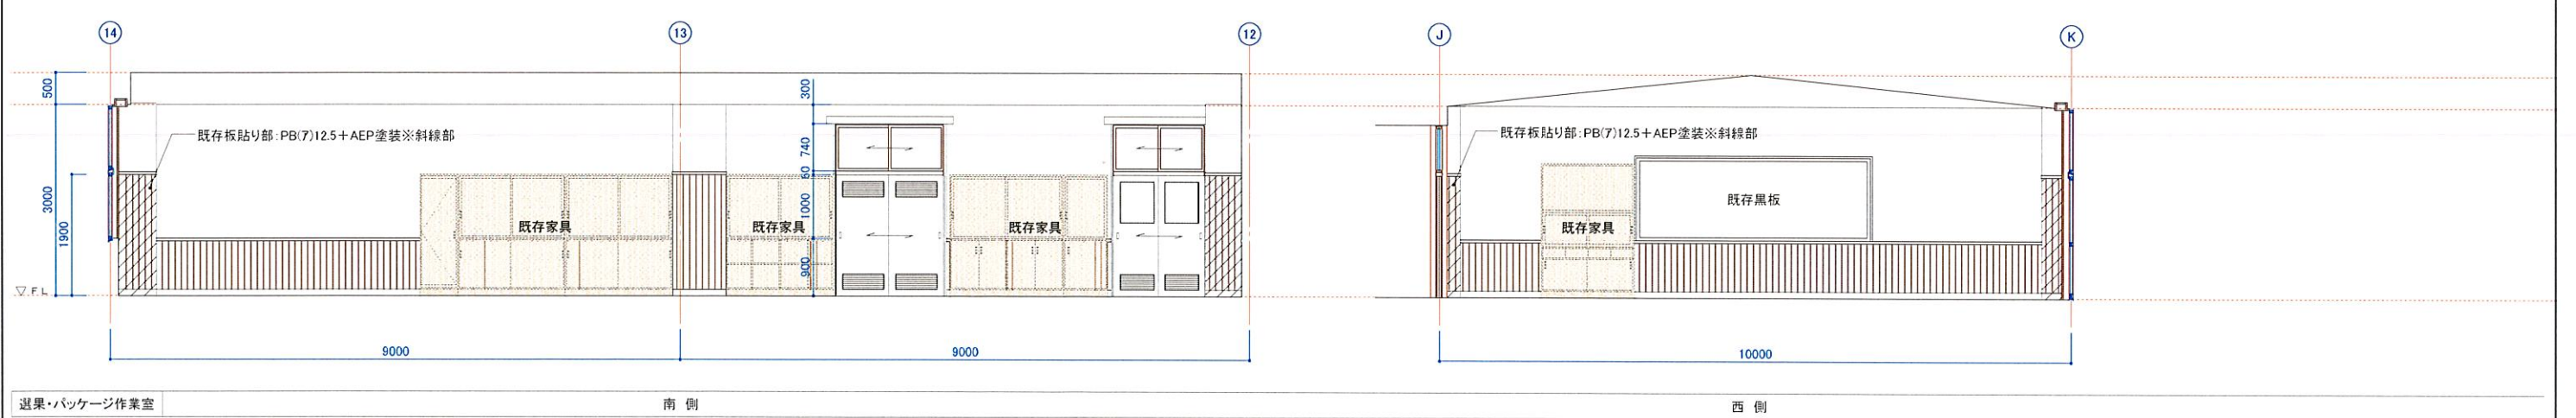 14
13
12
J
K
500
300
既存板貼り部:PB(7)12.5+AEP塗装※斜線部
既存板貼り部:PB(7)12.5+AEP塗装※斜線部
740
60
3000
1900
1000
900
既存家具
既存家具
既存家具
既存家具
既存黒板
▽F.L
9000
9000
10000
選果・パッケージ作業室
南 側
西 側